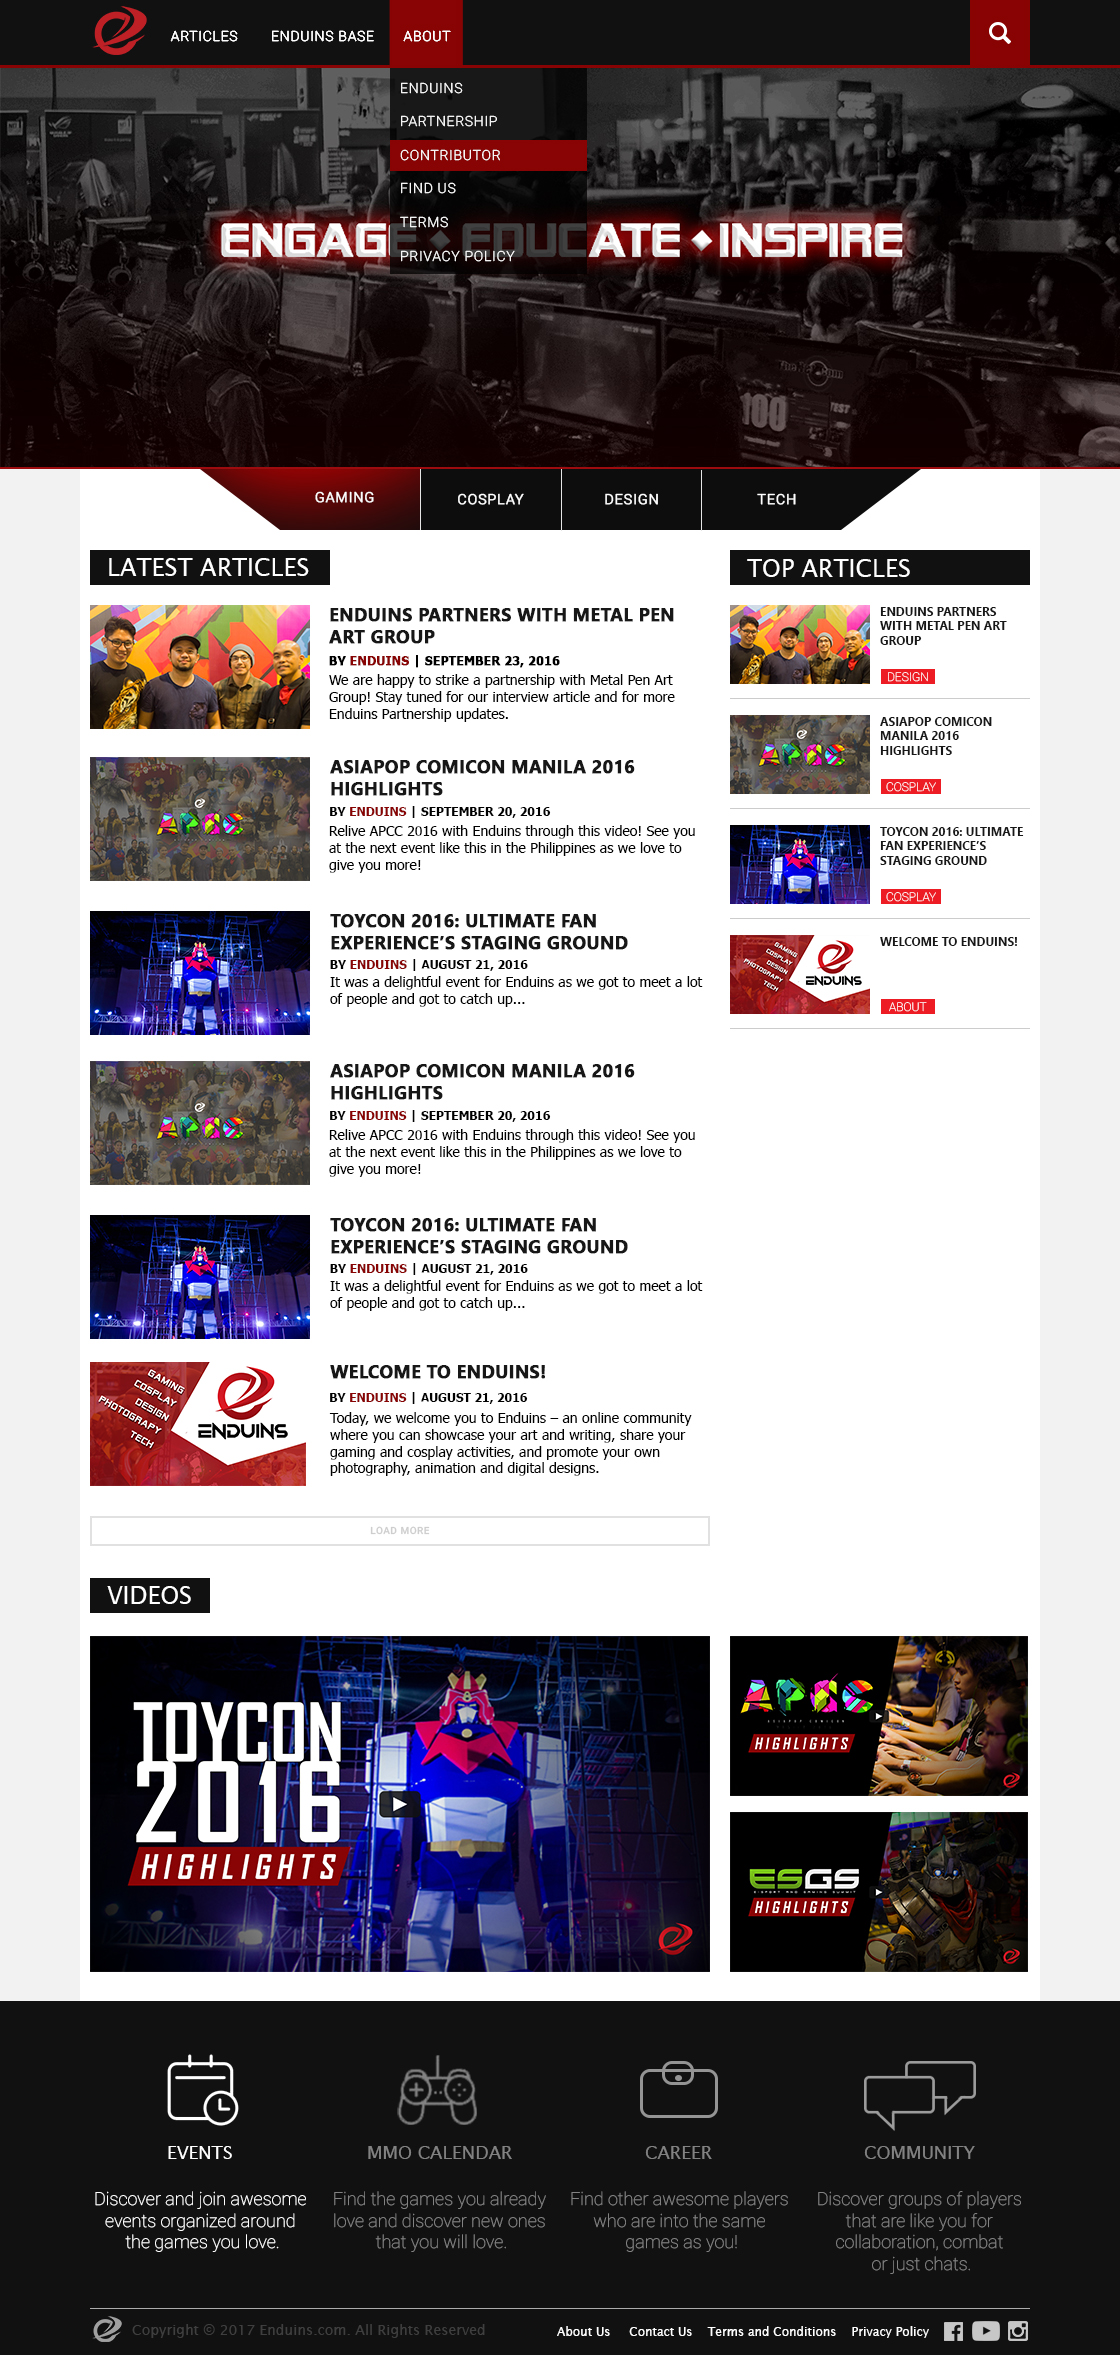 ARTICLES
ENDUINS BASE
ABOUT
ENDUINS
PARTNERSHIP
CONTRIBUTOR
FIND US
TERMS
PRIVACY POLICY
ENGAGE ◆ EDUCATE ◆ INSPIRE
100
GAMING
COSPLAY
DESIGN
TECH
LATEST ARTICLES
ENDUINS PARTNERS WITH METAL PEN
ART GROUP
BY ENDUINS | SEPTEMBER 23, 2016
We are happy to strike a partnership with Metal Pen Art
Group! Stay tuned for our interview article and for more
Enduins Partnership updates.
APCC
ASIAPOP COMICON MANILA 2016
HIGHLIGHTS
BY ENDUINS | SEPTEMBER 20, 2016
Relive APCC 2016 with Enduins through this video! See you
at the next event like this in the Philippines as we love to
give you more!
TOYCON 2016: ULTIMATE FAN
EXPERIENCE'S STAGING GROUND
BY ENDUINS | AUGUST 21, 2016
It was a delightful event for Enduins as we got to meet a lot
of people and got to catch up...
APCC
ASIAPOP COMICON MANILA 2016
HIGHLIGHTS
BY ENDUINS | SEPTEMBER 20, 2016
Relive APCC 2016 with Enduins through this video! See you
at the next event like this in the Philippines as we love to
give you more!
TOYCON 2016: ULTIMATE FAN
EXPERIENCE'S STAGING GROUND
BY ENDUINS | AUGUST 21, 2016
It was a delightful event for Enduins as we got to meet a lot
of people and got to catch up...
GAMING
COSPLAY
DESIGN
PHOTOGRAPY
TECH
ENDUINS
WELCOME TO ENDUINS!
BY ENDUINS | AUGUST 21, 2016
Today, we welcome you to Enduins – an online community
where you can showcase your art and writing, share your
gaming and cosplay activities, and promote your own
photography, animation and digital designs.
LOAD MORE
TOP ARTICLES
ENDUINS PARTNERS
WITH METAL PEN ART
GROUP
DESIGN
APCC
ASIAPOP COMICON
MANILA 2016
HIGHLIGHTS
COSPLAY
TOYCON 2016: ULTIMATE
FAN EXPERIENCE'S
STAGING GROUND
COSPLAY
GAMING
COSPLAY
DESIGN
PHOTOGRAPY
TECH
ENDUINS
WELCOME TO ENDUINS!
ABOUT
VIDEOS
TOYCON
2016
HIGHLIGHTS
APCC
ASIAPOP COMICON
HIGHLIGHTS
ESGS
HIGHLIGHTS
EVENTS
Discover and join awesome
events organized around
the games you love.
MMO CALENDAR
Find the games you already
love and discover new ones
that you will love.
CAREER
Find other awesome players
who are into the same
games as you!
COMMUNITY
Discover groups of players
that are like you for
collaboration, combat
or just chats.
Copyright © 2017 Enduins.com. All Rights Reserved
About Us
Contact Us
Terms and Conditions
Privacy Policy